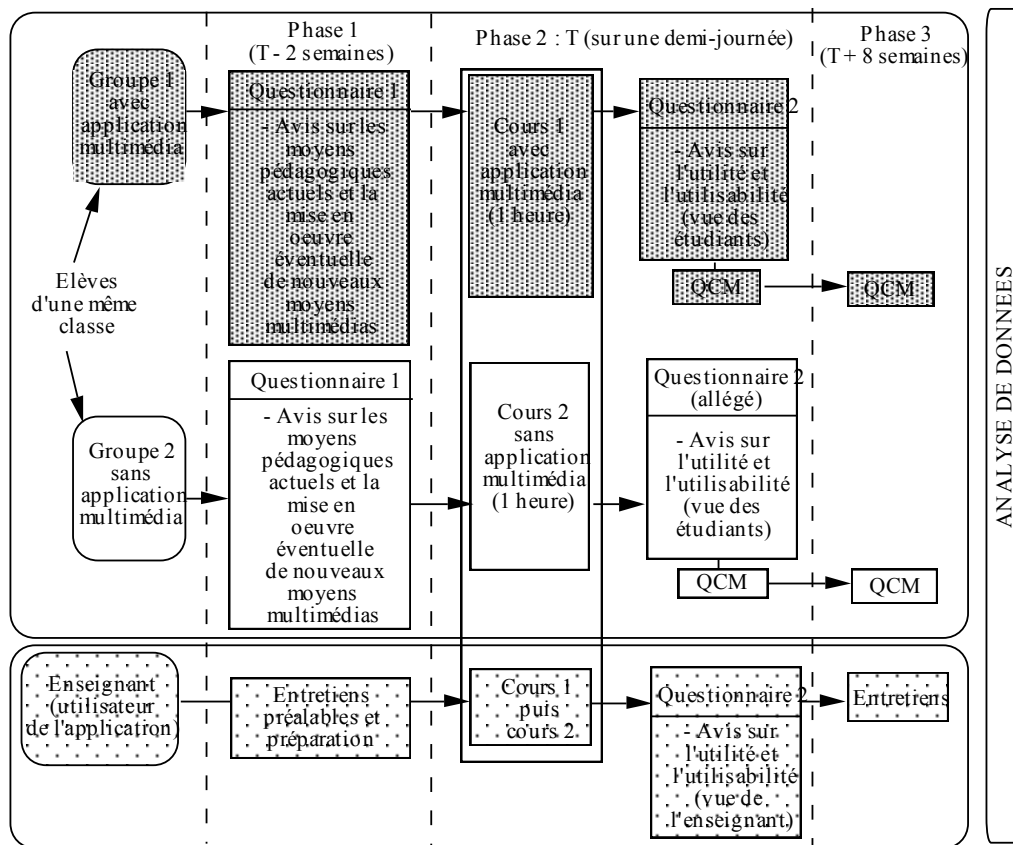 Phase 1
(T - 2 semaines)
Phase 2 : T (sur une demi-journée)
Phase 3
(T + 8 semaines)
Groupe 1
avec
application
multimédia
Questionnaire 1
- Avis sur les
moyens
pédagogiques
actuels et la
mise en
oeuvre
éventuelle
de nouveaux
moyens
multimédias
Cours 1
avec
application
multimédia
(1 heure)
Questionnaire 2
- Avis sur
l'utilité et
l'utilisabilité
(vue des
étudiants)
QCM
QCM
Elèves
d'une même
classe
Groupe 2
sans
application
multimédia
Questionnaire 1
- Avis sur les
moyens
pédagogiques
actuels et la
mise en
oeuvre
éventuelle
de nouveaux
moyens
multimédias
Cours 2
sans
application
multimédia
(1 heure)
Questionnaire 2
(allégé)
- Avis sur
l'utilité et
l'utilisabilité
(vue des
étudiants)
QCM
QCM
Enseignant
(utilisateur
de l'application)
Entretiens
préalables et
préparation
Cours 1
puis
cours 2
Questionnaire 2
- Avis sur
l'utilité et
l'utilisabilité
(vue de
l'enseignant)
Entretiens
ANALYSE DE DONNEES